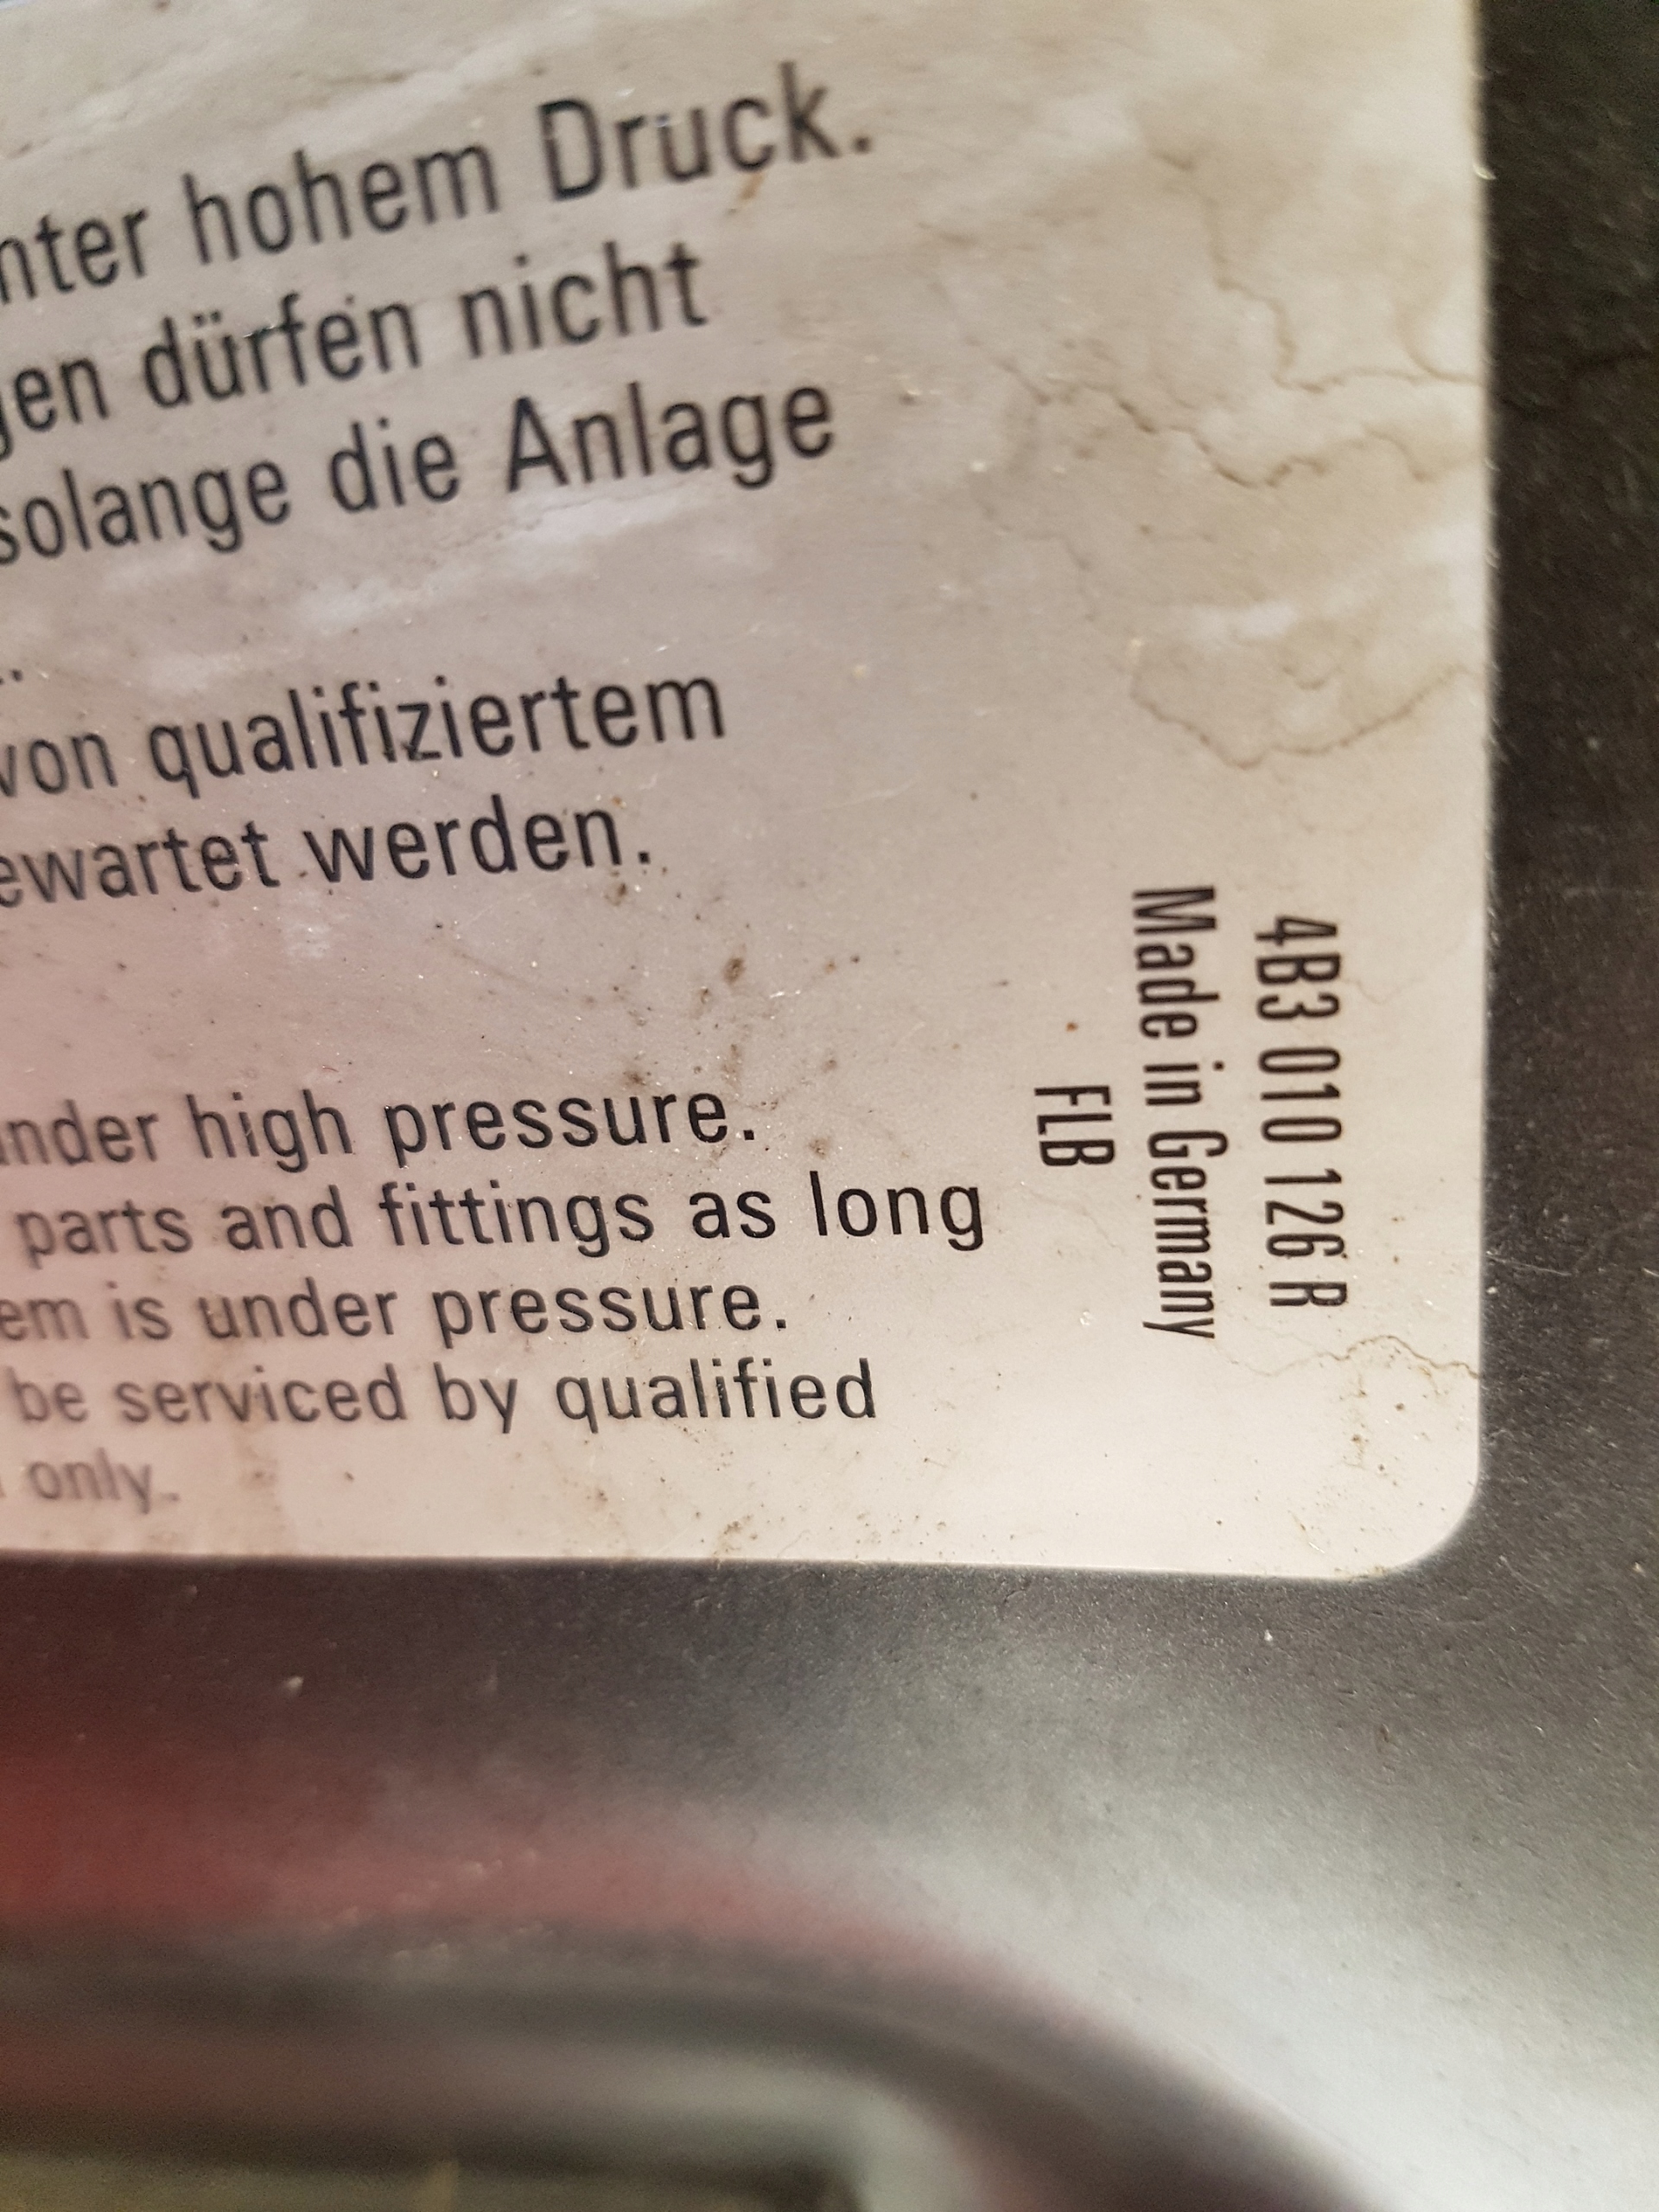 nter hohem Druck.
gen dürfen nicht
solange die Anlage
von qualifiziertem
ewartet werden.
nder high pressure.
parts and fittings as long
em is under pressure.
be serviced by qualified
only.
4B3 010 126 R
Made in Germany
FLB